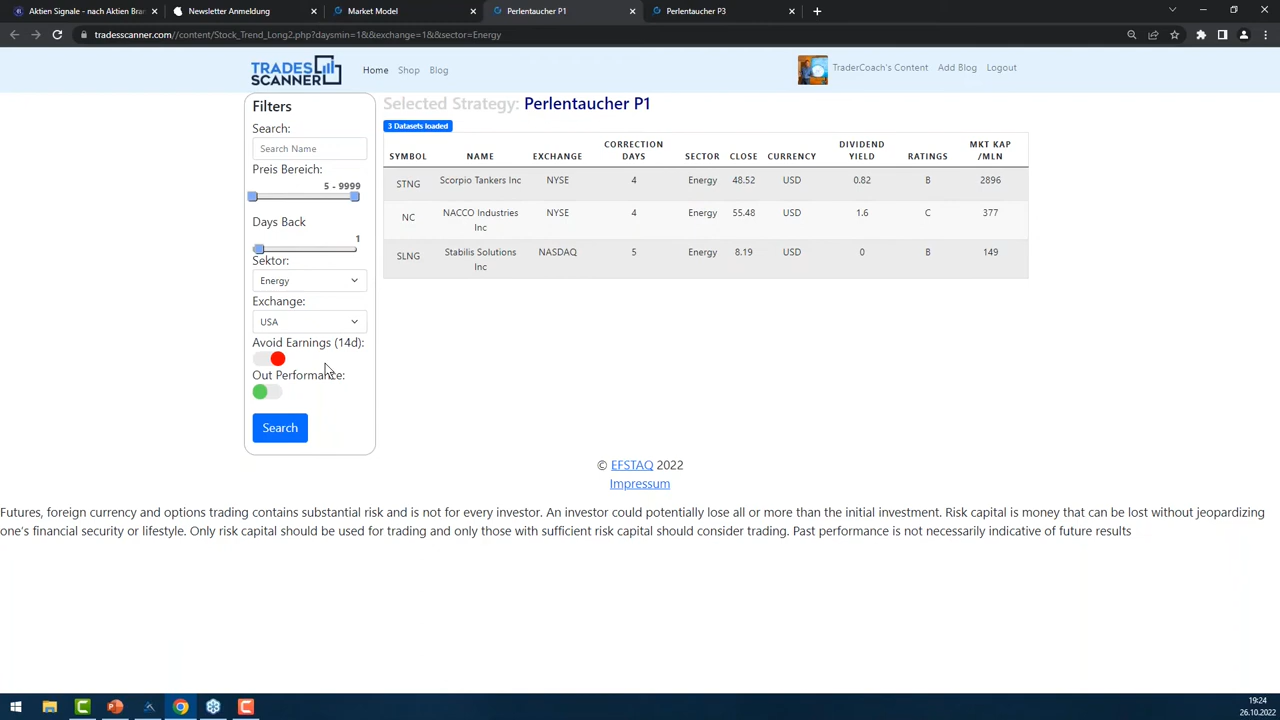 Aktien Signale - nach Aktien Bran
Newsletter Anmeldung
Market Model
Perlentaucher P1
Perlentaucher P3
tradesscanner.com//content/Stock_Trend_Long2.php?daysmin=1&&exchange=1&&sector=Energy
TRADES
SCANNER
Home
Shop
Blog
TraderCoach's Content
Add Blog
Logout
Filters
Search:
Search Name
Preis Bereich:
5 - 9999
Days Back
1
Sektor:
Energy
Exchange:
USA
Avoid Earnings (14d):
Out Performance:
Search
Selected Strategy: Perlentaucher P1
3 Datasets loaded
SYMBOL NAME EXCHANGE CORRECTION DAYS SECTOR CLOSE CURRENCY DIVIDEND YIELD RATINGS MKT KAP /MLN
STNG Scorpio Tankers Inc NYSE 4 Energy 48.52 USD 0.82 B 2896
NC NACCO Industries Inc NYSE 4 Energy 55.48 USD 1.6 C 377
SLNG Stabilis Solutions Inc NASDAQ 5 Energy 8.19 USD 0 B 149
© EFSTAQ 2022
Impressum
Futures, foreign currency and options trading contains substantial risk and is not for every investor. An investor could potentially lose all or more than the initial investment. Risk capital is money that can be lost without jeopardizing
one's financial security or lifestyle. Only risk capital should be used for trading and only those with sufficient risk capital should consider trading. Past performance is not necessarily indicative of future results
19:24
26.10.2022